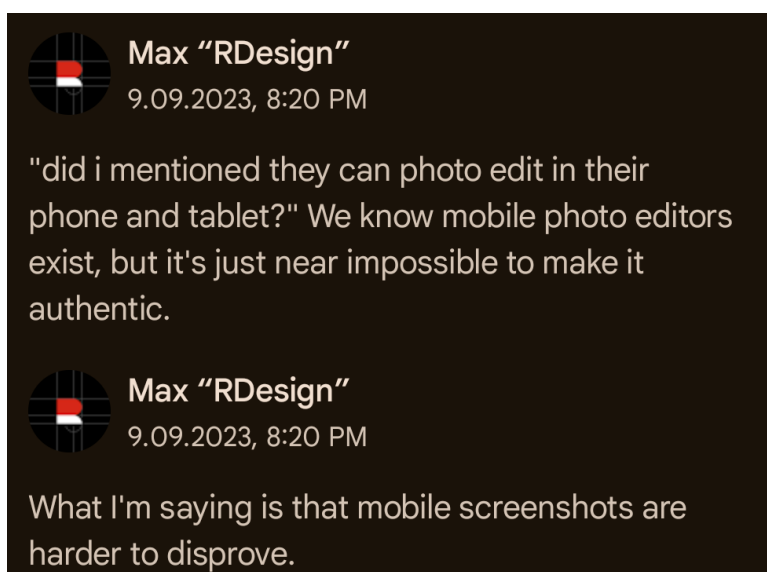 Max “RDesign”
9.09.2023, 8:20 PM
"did i mentioned they can photo edit in their
phone and tablet?" We know mobile photo editors
exist, but it's just near impossible to make it
authentic.
Max “RDesign”
9.09.2023, 8:20 PM
What I'm saying is that mobile screenshots are
harder to disprove.